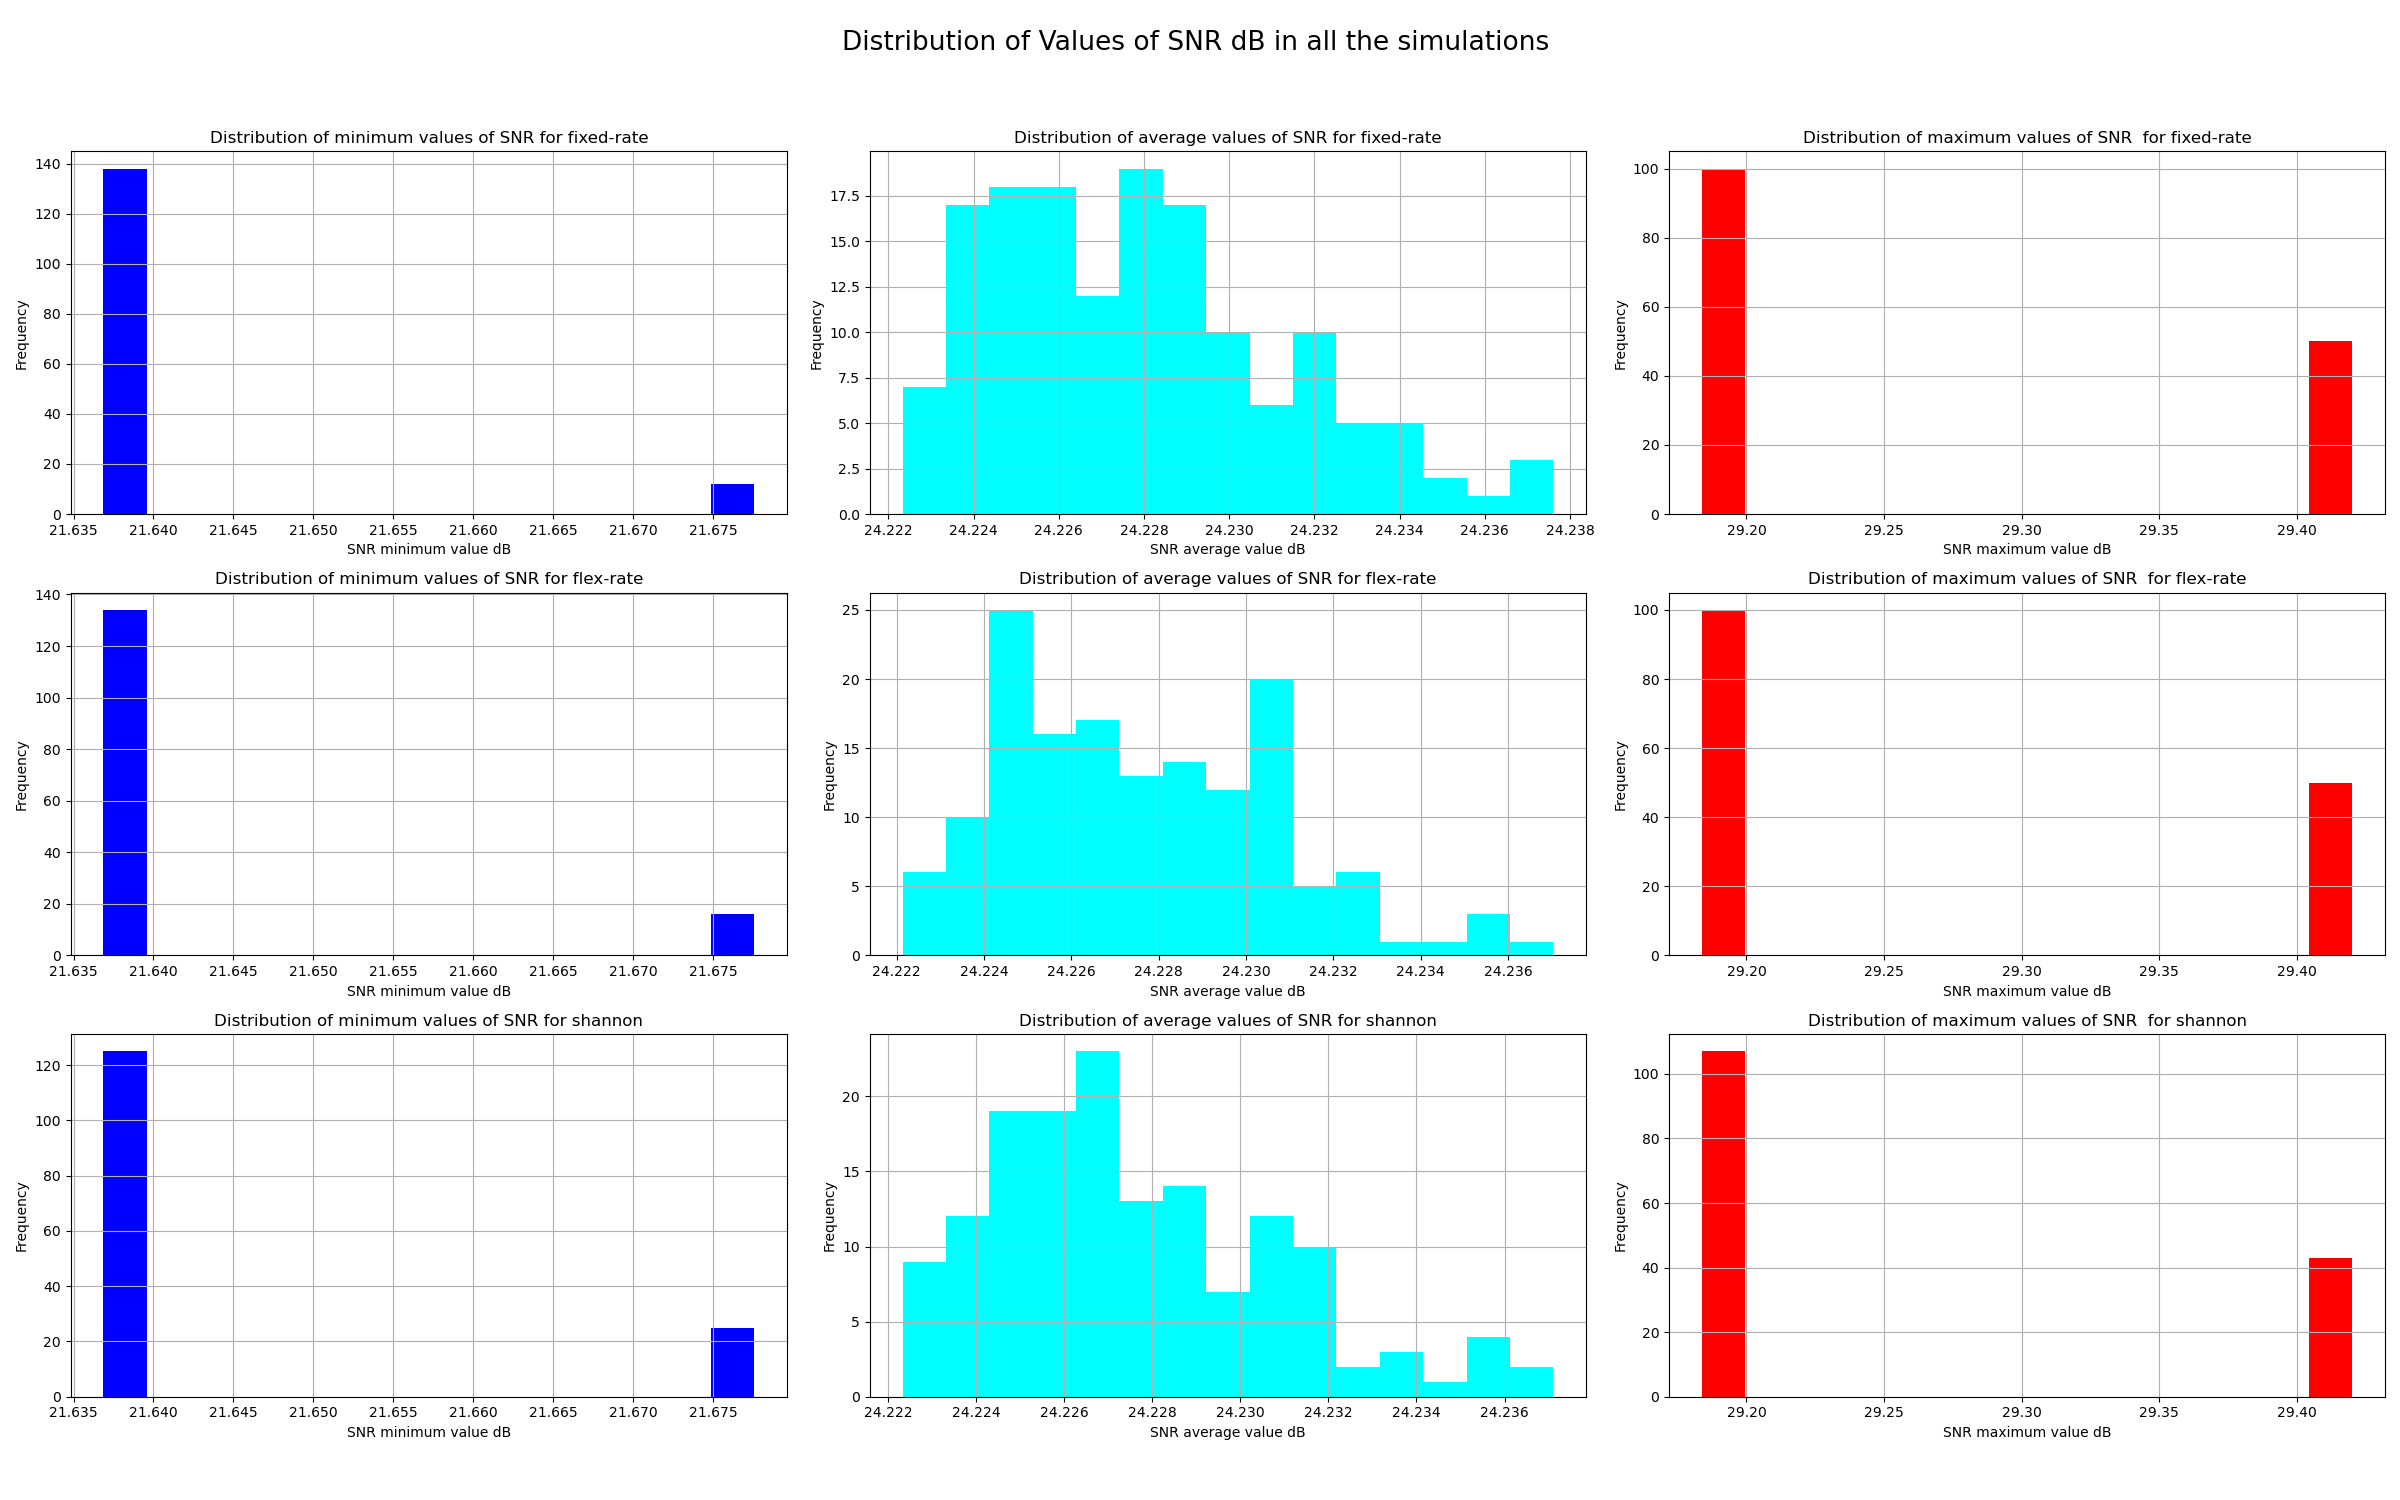 Distribution of Values of SNR dB in all the simulations
Distribution of minimum values of SNR for fixed-rate
Frequency
140
120
100
80
60
40
20
0
21.635 21.640 21.645 21.650 21.655 21.660 21.665 21.670 21.675
SNR minimum value dB
Distribution of average values of SNR for fixed-rate
Frequency
17.5
15.0
12.5
10.0
7.5
5.0
2.5
0.0
24.222 24.224 24.226 24.228 24.230 24.232 24.234 24.236 24.238
SNR average value dB
Distribution of maximum values of SNR  for fixed-rate
Frequency
100
80
60
40
20
0
29.20 29.25 29.30 29.35 29.40
SNR maximum value dB
Distribution of minimum values of SNR for flex-rate
Frequency
140
120
100
80
60
40
20
0
21.635 21.640 21.645 21.650 21.655 21.660 21.665 21.670 21.675
SNR minimum value dB
Distribution of average values of SNR for flex-rate
Frequency
25
20
15
10
5
0
24.222 24.224 24.226 24.228 24.230 24.232 24.234 24.236
SNR average value dB
Distribution of maximum values of SNR  for flex-rate
Frequency
100
80
60
40
20
0
29.20 29.25 29.30 29.35 29.40
SNR maximum value dB
Distribution of minimum values of SNR for shannon
Frequency
120
100
80
60
40
20
0
21.635 21.640 21.645 21.650 21.655 21.660 21.665 21.670 21.675
SNR minimum value dB
Distribution of average values of SNR for shannon
Frequency
20
15
10
5
0
24.222 24.224 24.226 24.228 24.230 24.232 24.234 24.236
SNR average value dB
Distribution of maximum values of SNR  for shannon
Frequency
100
80
60
40
20
0
29.20 29.25 29.30 29.35 29.40
SNR maximum value dB